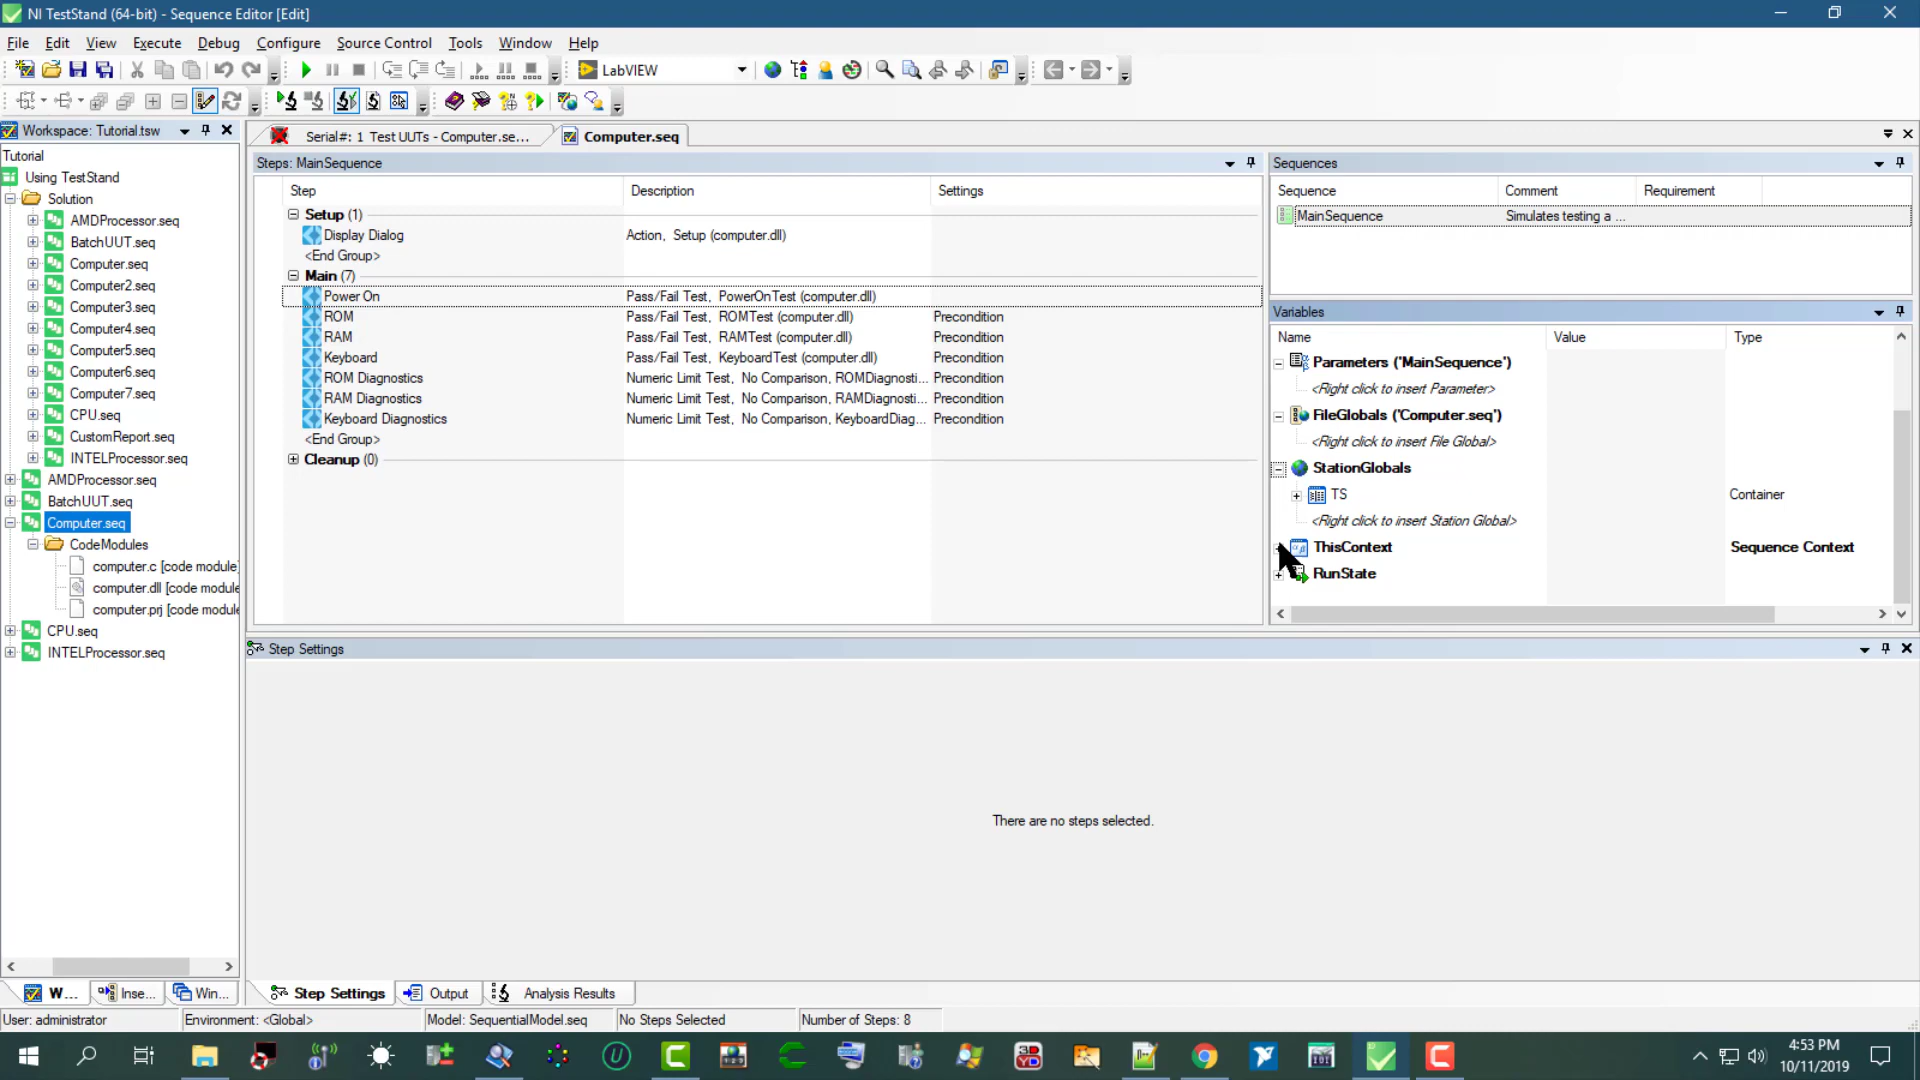 NI TestStand (64-bit) - Sequence Editor [Edit]
File Edit View Execute Debug Configure Source Control Tools Window Help
LabVIEW
Workspace: Tutorial.tsw
Tutorial
Using TestStand
Solution
AMDProcessor.seq
BatchUUT.seq
Computer.seq
Computer2.seq
Computer3.seq
Computer4.seq
Computer5.seq
Computer6.seq
Computer7.seq
CPU.seq
CustomReport.seq
INTELProcessor.seq
AMDProcessor.seq
BatchUUT.seq
Computer.seq
CodeModules
computer.c [code module]
computer.dll [code module
computer.prj [code module
CPU.seq
INTELProcessor.seq
W... Inse... Win...
Serial#: 1 Test UUTs - Computer.se... Computer.seq
Steps: MainSequence
Step Description Settings
Setup (1)
Display Dialog Action, Setup (computer.dll)
<End Group>
Main (7)
Power On Pass/Fail Test, PowerOnTest (computer.dll)
ROM Pass/Fail Test, ROMTest (computer.dll) Precondition
RAM Pass/Fail Test, RAMTest (computer.dll) Precondition
Keyboard Pass/Fail Test, KeyboardTest (computer.dll) Precondition
ROM Diagnostics Numeric Limit Test, No Comparison, ROMDiagnosti... Precondition
RAM Diagnostics Numeric Limit Test, No Comparison, RAMDiagnosti... Precondition
Keyboard Diagnostics Numeric Limit Test, No Comparison, KeyboardDiag... Precondition
<End Group>
Cleanup (0)
Sequences
Sequence Comment Requirement
MainSequence Simulates testing a ...
Variables
Name Value Type
Parameters ('MainSequence')
<Right click to insert Parameter>
FileGlobals ('Computer.seq')
<Right click to insert File Global>
StationGlobals
TS Container
<Right click to insert Station Global>
ThisContext Sequence Context
RunState
Step Settings
There are no steps selected.
Step Settings Output Analysis Results
User: administrator Environment: <Global> Model: SequentialModel.seq No Steps Selected Number of Steps: 8
4:53 PM
10/11/2019